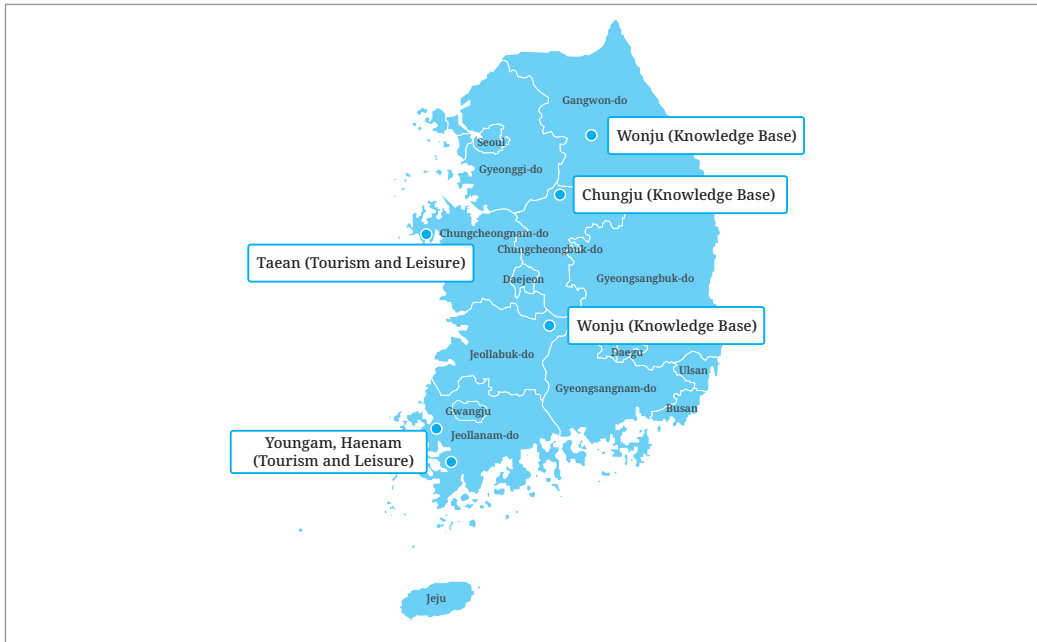 Gangwon-do
Wonju (Knowledge Base)
Seoul
Gyeonggi-do
Chungju (Knowledge Base)
Chungcheongnam-do
Chungcheongbuk-do
Taean (Tourism and Leisure)
Daejeon
Gyeongsangbuk-do
Wonju (Knowledge Base)
Jeollabuk-do
Daegu
Ulsan
Gyeongsangnam-do
Busan
Gwangju
Jeollanam-do
Youngam, Haenam
(Tourism and Leisure)
Jeju